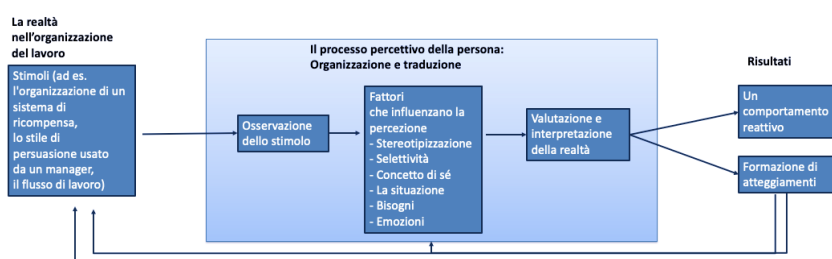 La realtà
nell'organizzazione
del lavoro
Stimoli (ad es.
l'organizzazione di un
sistema di
ricompensa,
lo stile di
persuasione usato
da un manager,
il flusso di lavoro)
Il processo percettivo della persona:
Organizzazione e traduzione
Osservazione
dello stimolo
Fattori
che influenzano la
percezione
- Stereotipizzazione
- Selettività
- Concetto di sé
- La situazione
- Bisogni
- Emozioni
Valutazione e
interpretazione
della realtà
Risultati
Un
comportamento
reattivo
Formazione di
atteggiamenti